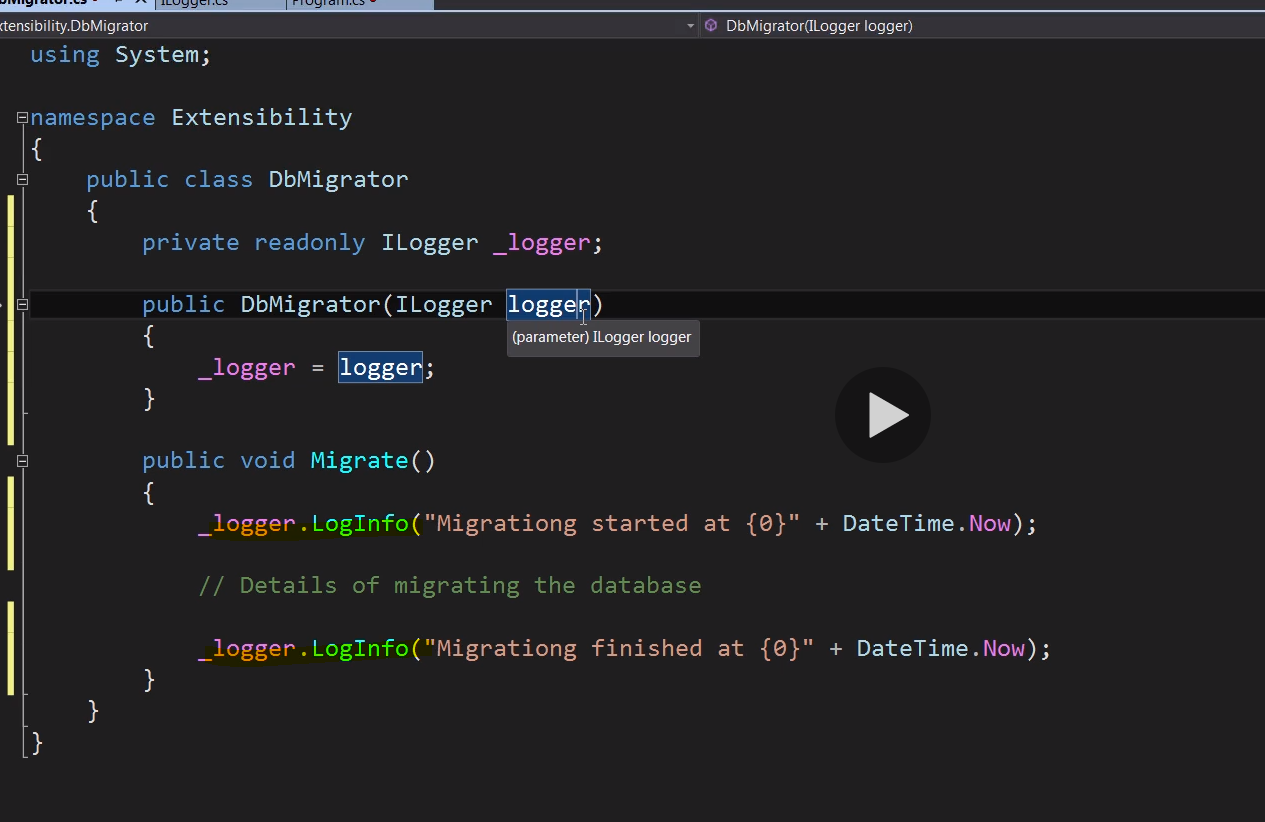 DbMigrator.cs ILogger.cs Program.cs
xtensibility.DbMigrator DbMigrator(ILogger logger)
using System;
namespace Extensibility
{
public class DbMigrator
{
private readonly ILogger _logger;
public DbMigrator(ILogger logger)
{
(parameter) ILogger logger
_logger = logger;
}
public void Migrate()
{
_logger.LogInfo("Migrationg started at {0}" + DateTime.Now);
// Details of migrating the database
_logger.LogInfo("Migrationg finished at {0}" + DateTime.Now);
}
}
}